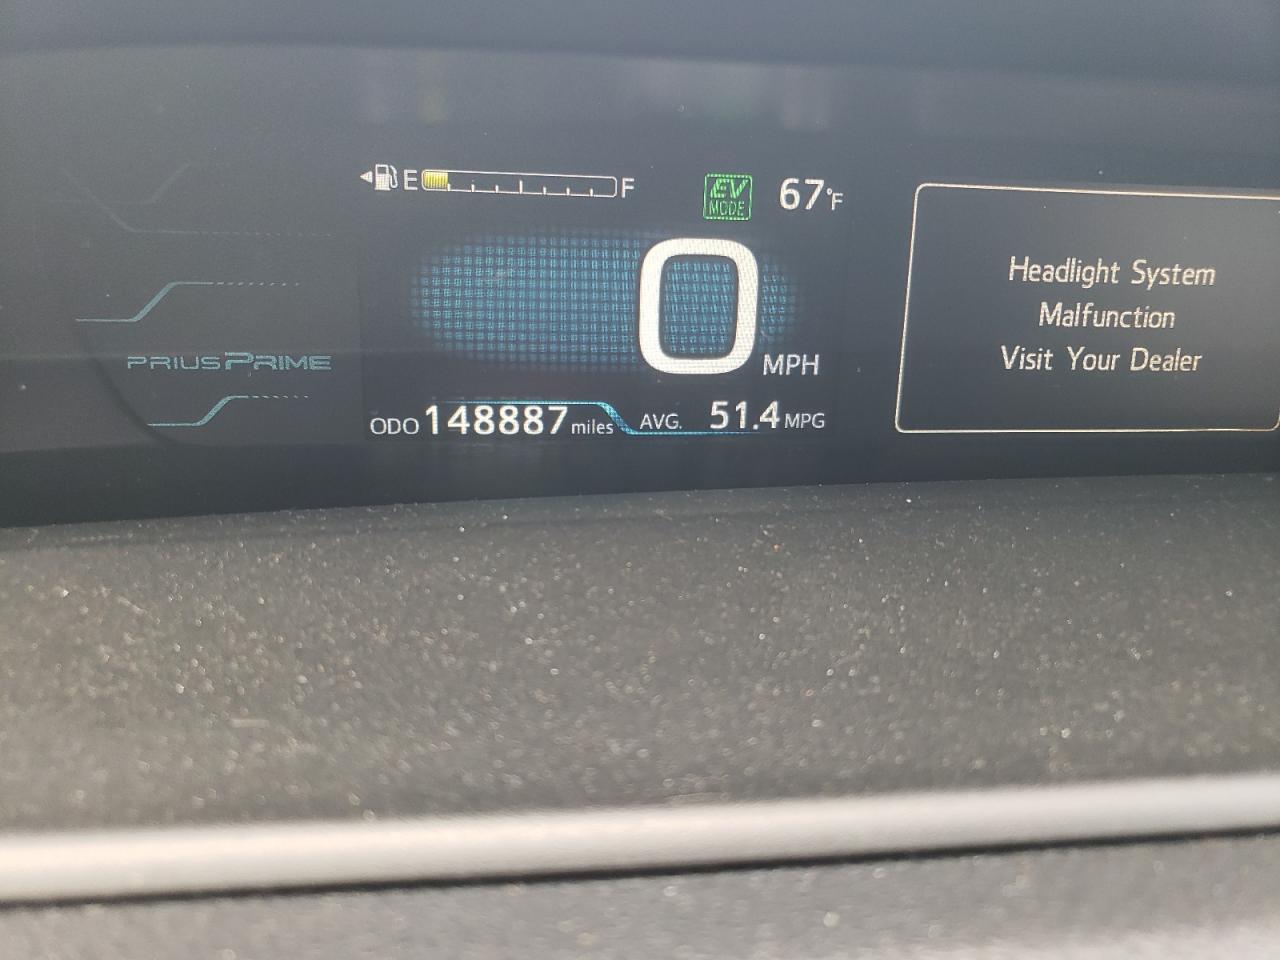 E F
EV
MODE
67°F
0 MPH
PRIUS PRIME
ODO 148887 miles
AVG. 51.4 MPG
Headlight System
Malfunction
Visit Your Dealer